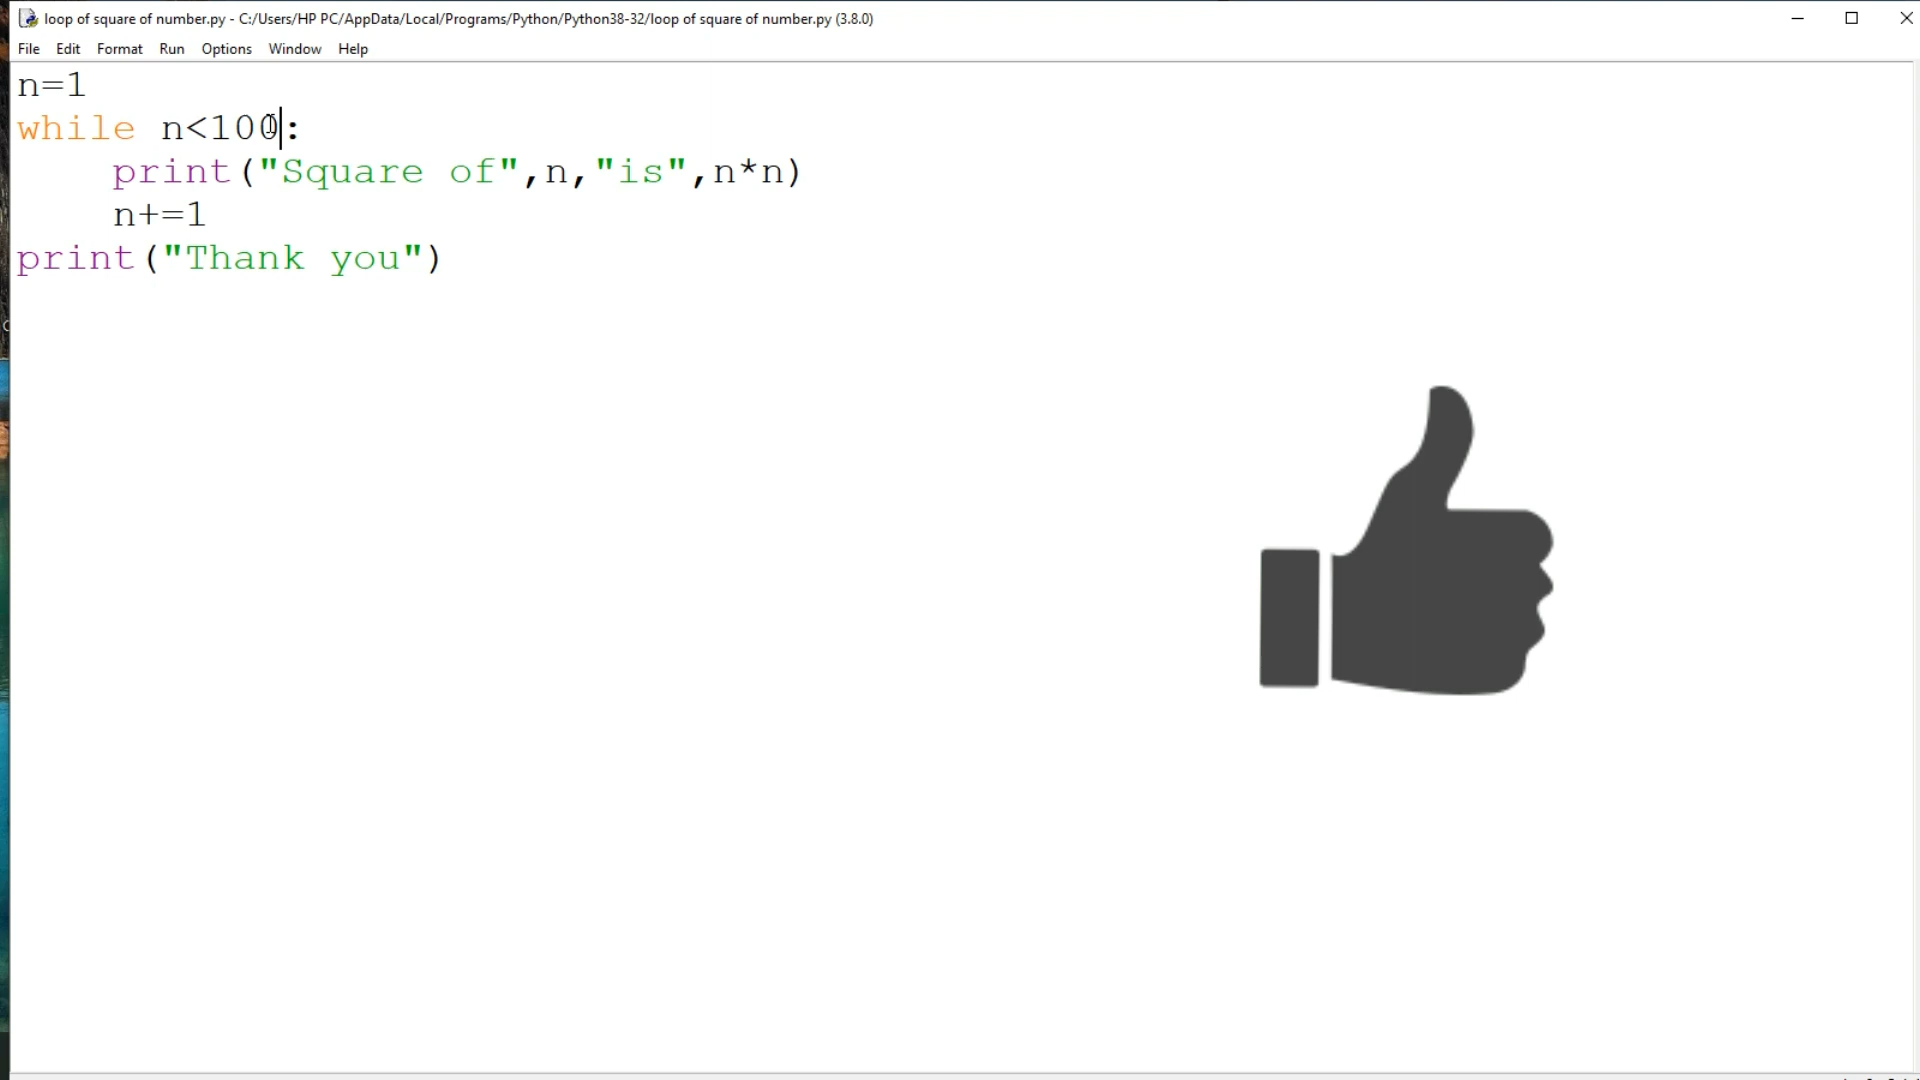 loop of square of number.py - C:/Users/HP PC/AppData/Local/Programs/Python/Python38-32/loop of square of number.py (3.8.0)
File Edit Format Run Options Window Help
n=1
while n<100:
    print("Square of",n,"is",n*n)
    n+=1
print("Thank you")